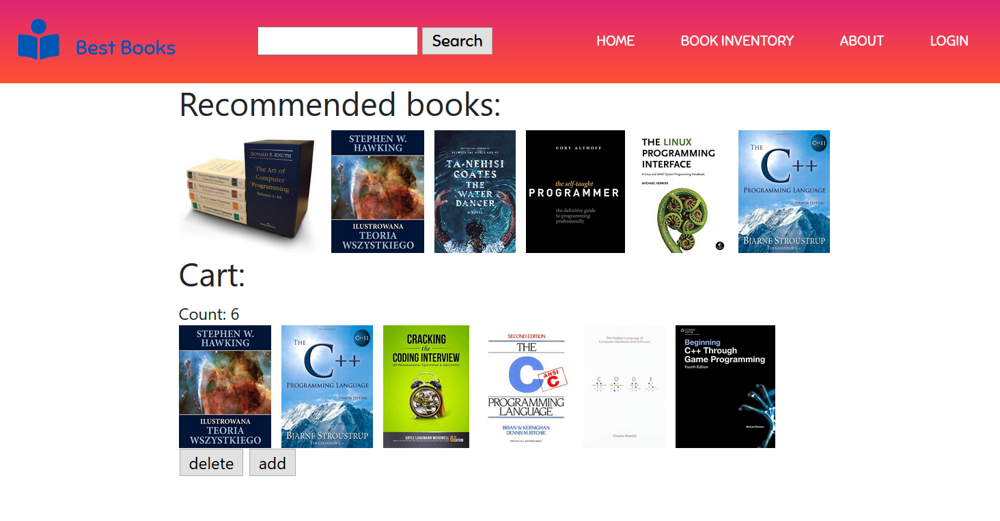 Best Books
Search
HOME
BOOK INVENTORY
ABOUT
LOGIN
Recommended books:
DONALD E. KNUTH
The Art of
Computer
Programming
Volumes 1-4A
STEPHEN W.
HAWKING
ILUSTROWANA
TEORIA
WSZYSTKIEGO
BESTSELLING AUTHOR OF
BETWEEN THE WORLD AND ME
TA-NEHISI
COATES
THE
WATER
DANCER
A NOVEL
CORY ALTHOFF
the self-taught
PROGRAMMER
the definitive guide
to programming
professionally
THE LINUX
PROGRAMMING
INTERFACE
A Linux and UNIX System Programming Handbook
MICHAEL KERRISK
C++11
THE
C++
PROGRAMMING LANGUAGE
FOURTH EDITION
BJARNE STROUSTRUP
THE CREATOR OF C++
Cart:
Count: 6
STEPHEN W.
HAWKING
ILUSTROWANA
TEORIA
WSZYSTKIEGO
C++11
THE
C++
PROGRAMMING LANGUAGE
FOURTH EDITION
BJARNE STROUSTRUP
THE CREATOR OF C++
CRACKING
the
CODING INTERVIEW
189 PROGRAMMING QUESTIONS & SOLUTIONS
GAYLE LAAKMANN MCDOWELL
6TH EDITION
SECOND EDITION
THE
C
ANSI
C
PROGRAMMING
LANGUAGE
BRIAN W. KERNIGHAN
DENNIS M. RITCHIE
PRENTICE HALL SOFTWARE SERIES
The Hidden Language of
Computer Hardware and Software
C O D E
Charles Petzold
CENGAGE
Learning
Beginning
C++ Through
Game Programming
Fourth Edition
Michael Dawson
delete
add